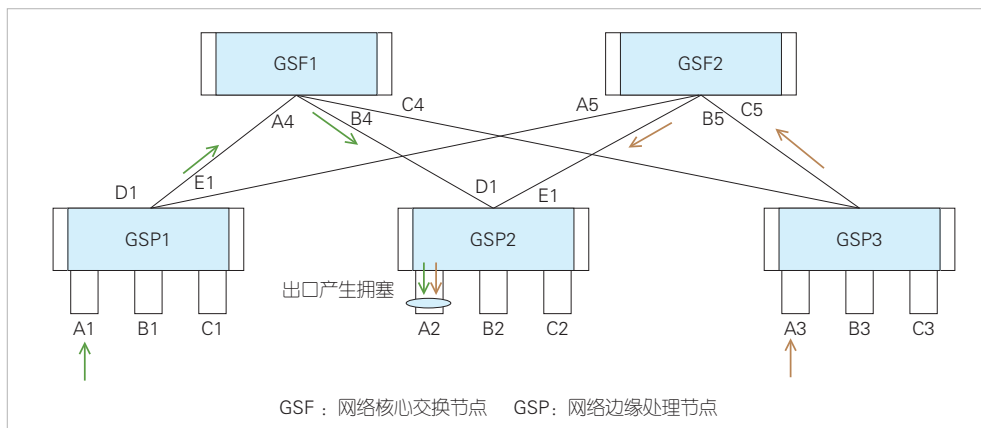 GSF1 GSF2
C4 A5 C5
A4 B4 B5
D1 E1 D1 E1
GSP1 GSP2 GSP3
出口产生拥塞
A1 B1 C1 A2 B2 C2 A3 B3 C3
GSF ：网络核心交换节点 GSP：网络边缘处理节点